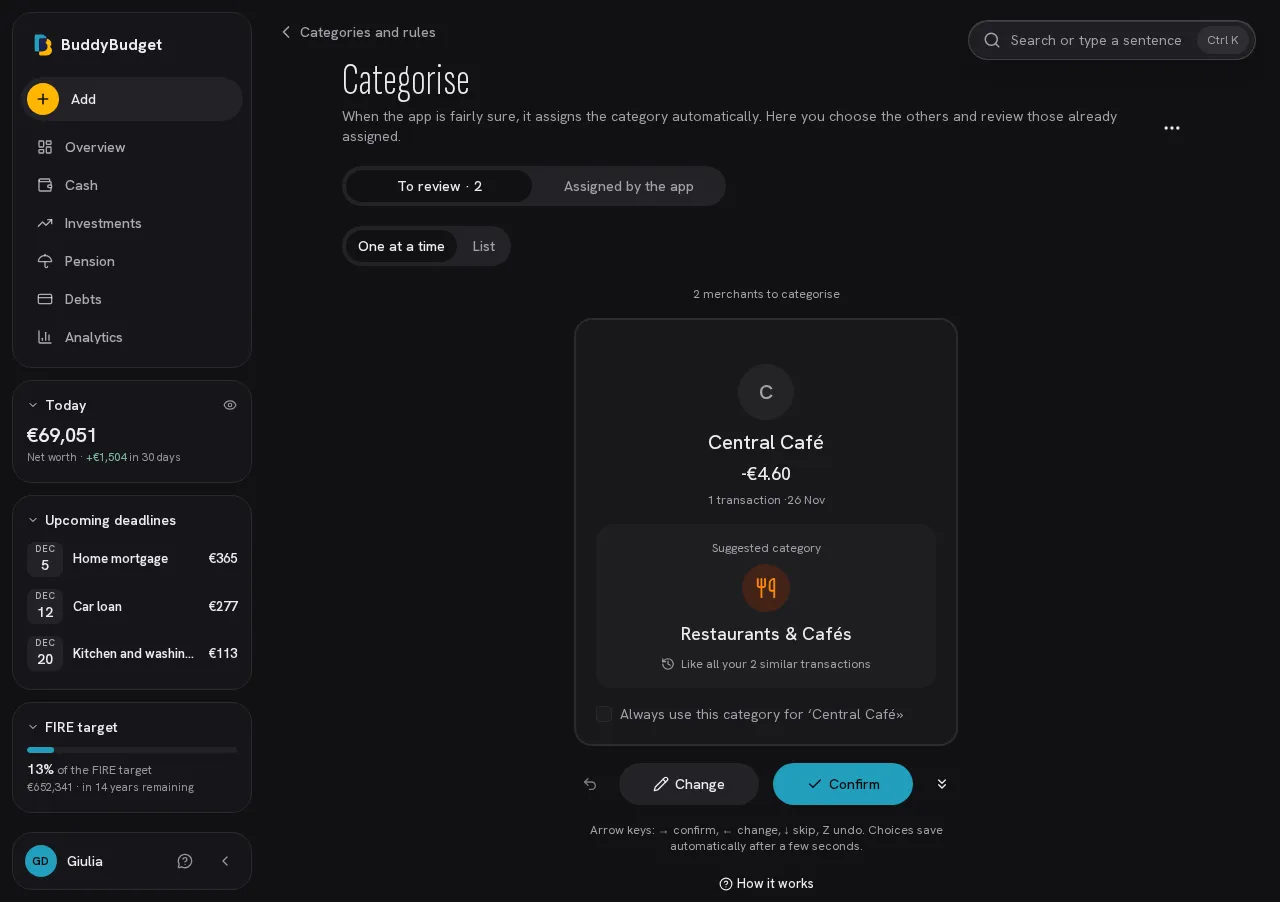 BuddyBudget
Add
Overview
Cash
Investments
Pension
Debts
Analytics
Today
€69,051
Net worth · +€1,504 in 30 days
Upcoming deadlines
DEC
5
Home mortgage
€365
DEC
12
Car loan
€277
DEC
20
Kitchen and washin...
€113
FIRE target
13% of the FIRE target
€652,341 · in 14 years remaining
GD
Giulia
Categories and rules
Search or type a sentence
Ctrl K
Categorise
When the app is fairly sure, it assigns the category automatically. Here you choose the others and review those already
assigned.
To review · 2
Assigned by the app
One at a time
List
2 merchants to categorise
C
Central Café
-€4.60
1 transaction ·26 Nov
Suggested category
Restaurants & Cafés
Like all your 2 similar transactions
Always use this category for ‘Central Café»
Change
Confirm
Arrow keys: → confirm, ← change, ↓ skip, Z undo. Choices save
automatically after a few seconds.
How it works